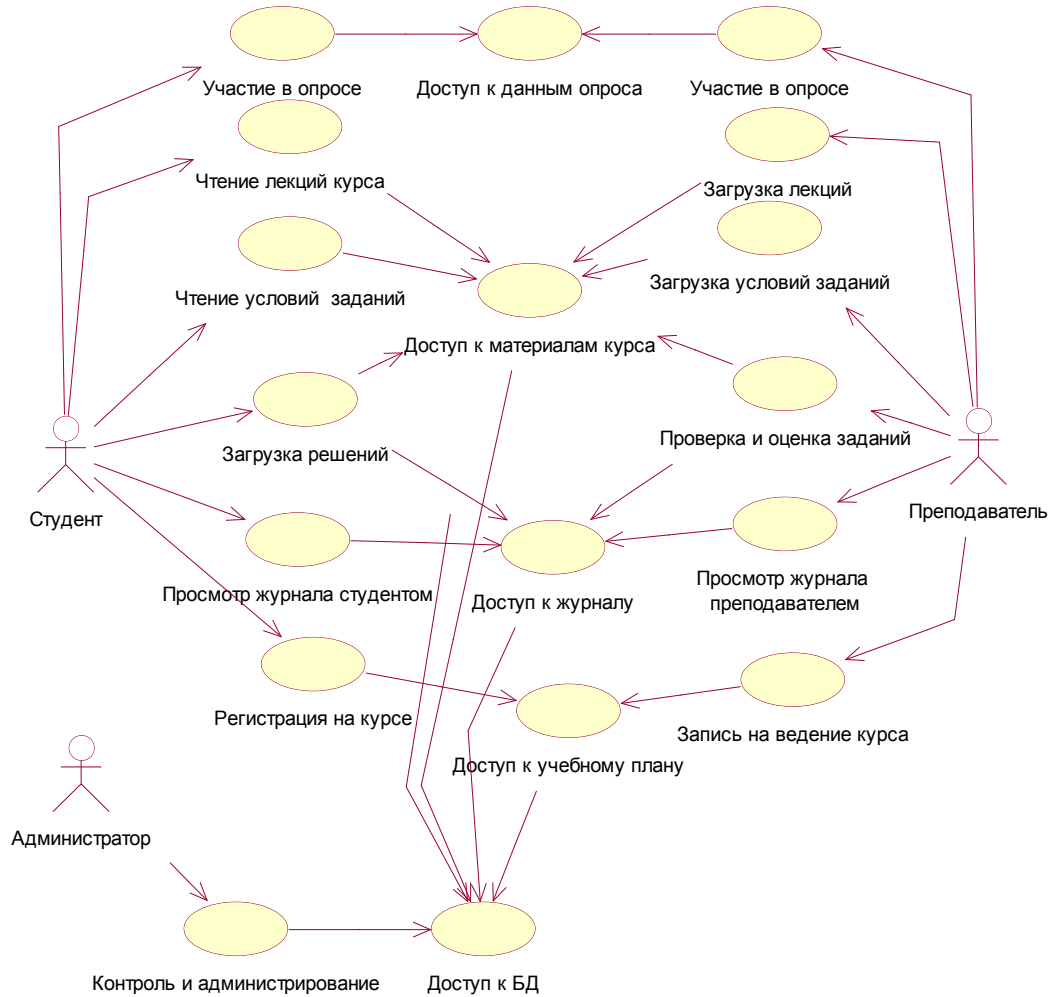 Участие в опросе
Доступ к данным опроса
Участие в опросе
Чтение лекций курса
Загрузка лекций
Чтение условий заданий
Загрузка условий заданий
Доступ к материалам курса
Загрузка решений
Проверка и оценка заданий
Студент
Преподаватель
Просмотр журнала студентом
Доступ к журналу
Просмотр журнала
преподавателем
Регистрация на курсе
Запись на ведение курса
Доступ к учебному плану
Администратор
Контроль и администрирование
Доступ к БД